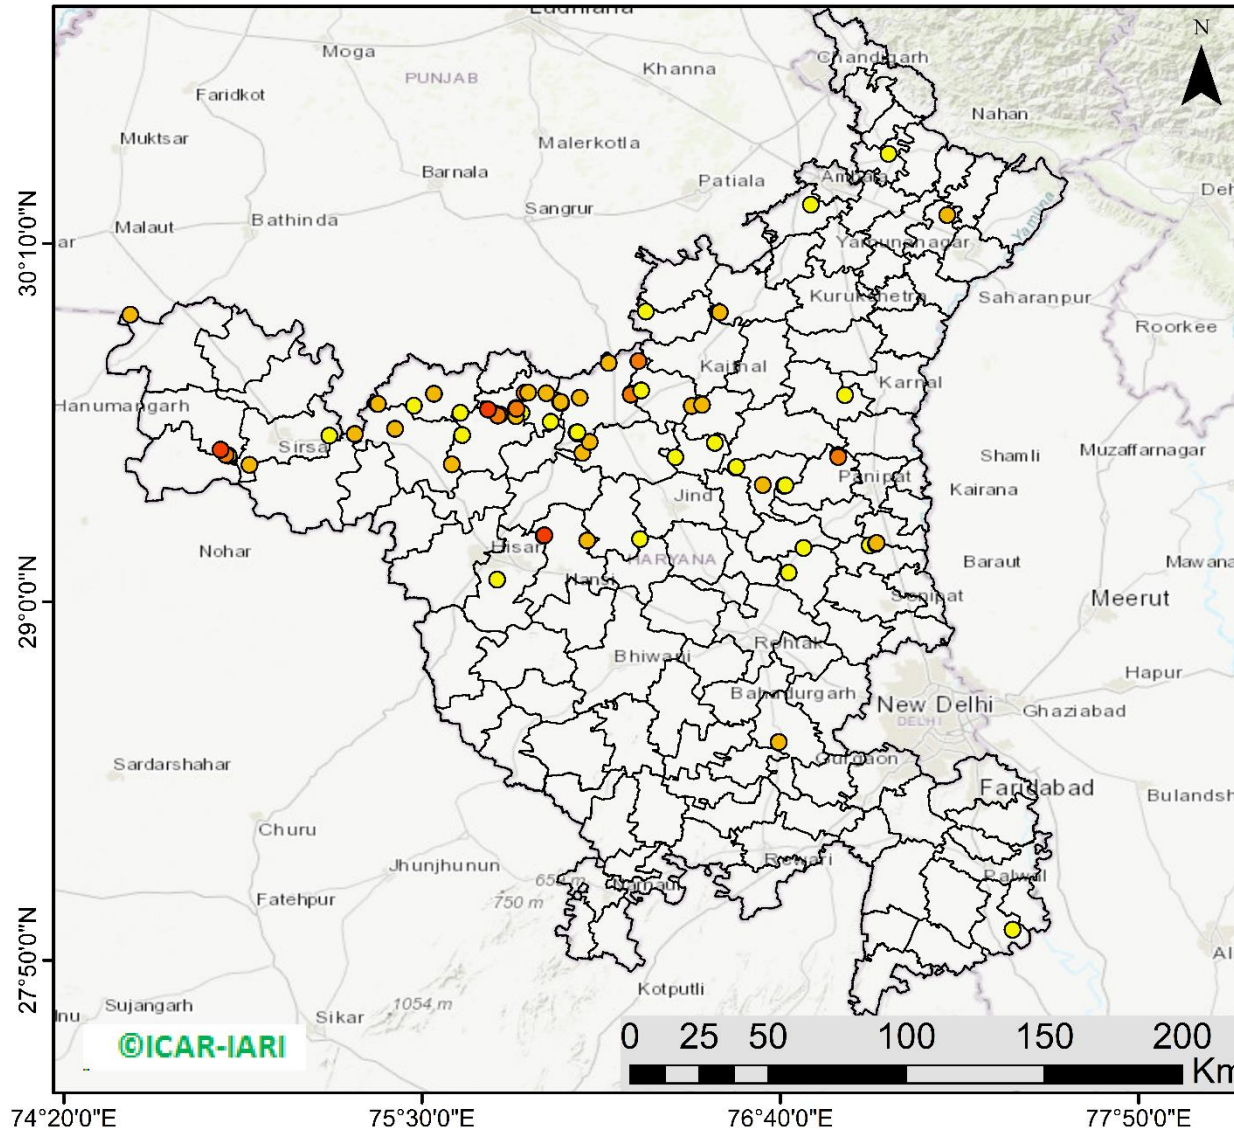 Ludhiana
N
Moga
Chandigarh
Khanna
PUNJAB
Faridkot
Nahan
Muktsar
Malerkotla
Barnala
Patiala
Ambala
Sangrur
Bathinda
Malaut
Yamuna
Yamunanagar
30°10'0"N
Kurukshetra
Saharanpur
Roorkee
Kaithal
Karnal
Hanumangarh
Sirsa
Muzaffarnagar
Shamli
Panipat
Kairana
Jind
Nohar
Hisar
HARYANA
Baraut
Mawana
Hansi
29°0'0"N
Sonipat
Meerut
Rohtak
Bhiwani
Hapur
Bahadurgarh
New Delhi
DELHI
Ghaziabad
Sardarshahar
Gurgaon
Faridabad
Bulandsh
Churu
Jhunjhunun
Rewari
Narnaul
Palwal
750 m
Fatehpur
27°50'0"N
Kotputli
Sujangarh
1054 m
Sikar
©ICAR-IARI
0 25 50 100 150 200
Km
74°20'0"E 75°30'0"E 76°40'0"E 77°50'0"E